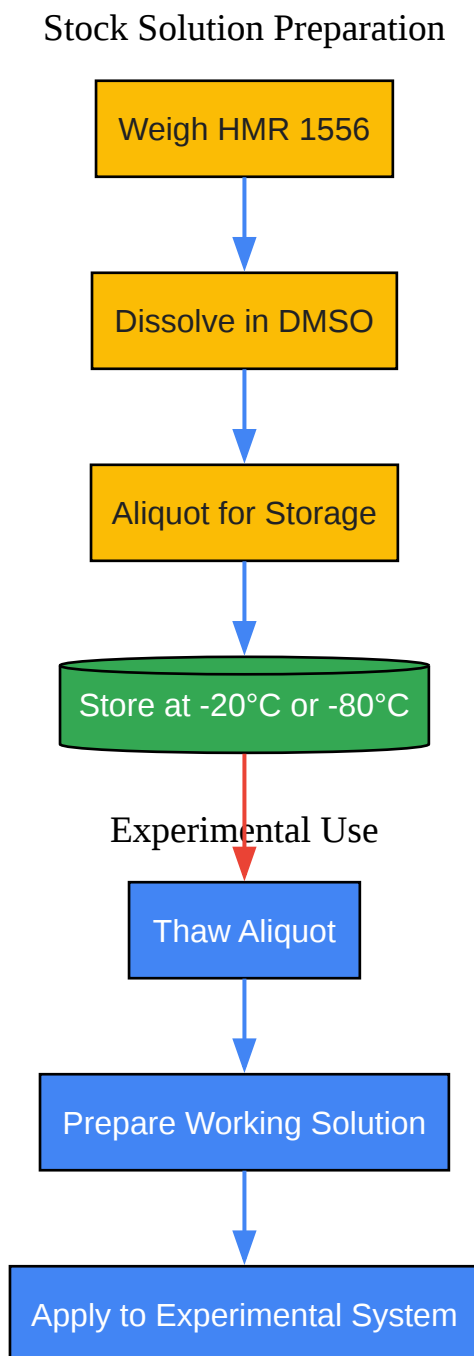 Stock Solution Preparation
Weigh HMR 1556
Dissolve in DMSO
Aliquot for Storage
Store at -20°C or -80°C
Experimental Use
Thaw Aliquot
Prepare Working Solution
Apply to Experimental System